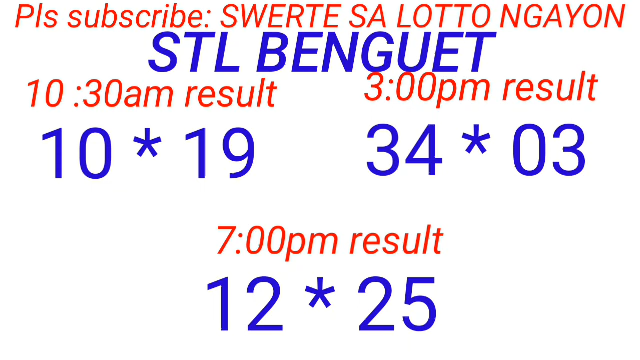 Pls subscribe: SWERTE SA LOTTO NGAYON
STL BENGUET
10 :30am result
10 * 19
3:00pm result
34 * 03
7:00pm result
12 * 25